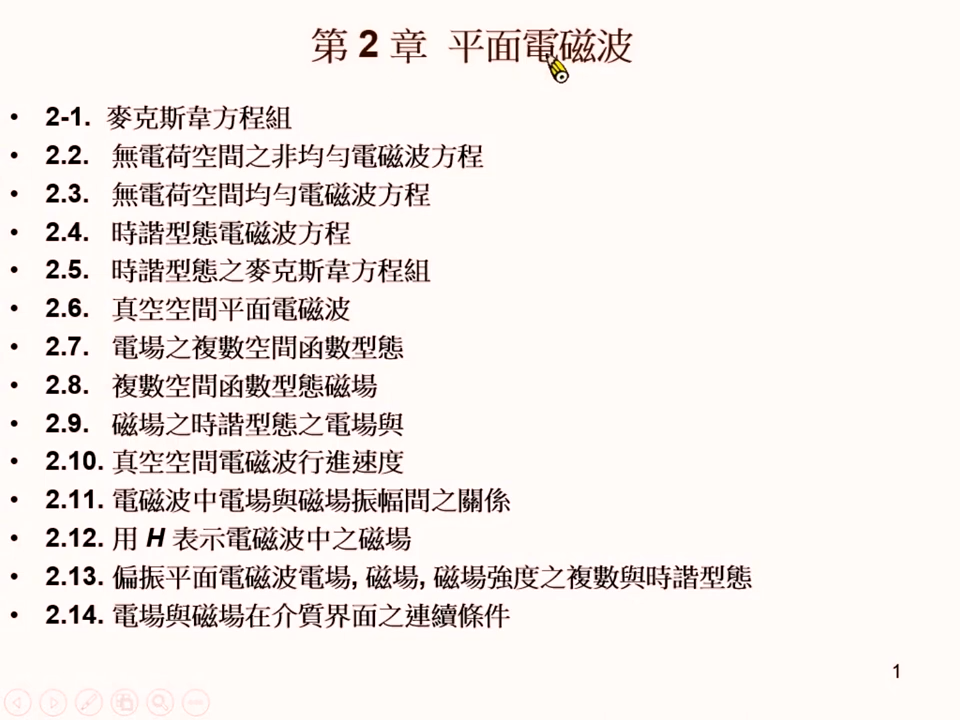 第 2 章 平面電磁波
• 2-1. 麥克斯韋方程組
• 2.2. 無電荷空間之非均勻電磁波方程
• 2.3. 無電荷空間均勻電磁波方程
• 2.4. 時諧型態電磁波方程
• 2.5. 時諧型態之麥克斯韋方程組
• 2.6. 真空空間平面電磁波
• 2.7. 電場之複數空間函數型態
• 2.8. 複數空間函數型態磁場
• 2.9. 磁場之時諧型態之電場與
• 2.10. 真空空間電磁波行進速度
• 2.11. 電磁波中電場與磁場振幅間之關係
• 2.12. 用 H 表示電磁波中之磁場
• 2.13. 偏振平面電磁波電場, 磁場, 磁場強度之複數與時諧型態
• 2.14. 電場與磁場在介質界面之連續條件
1